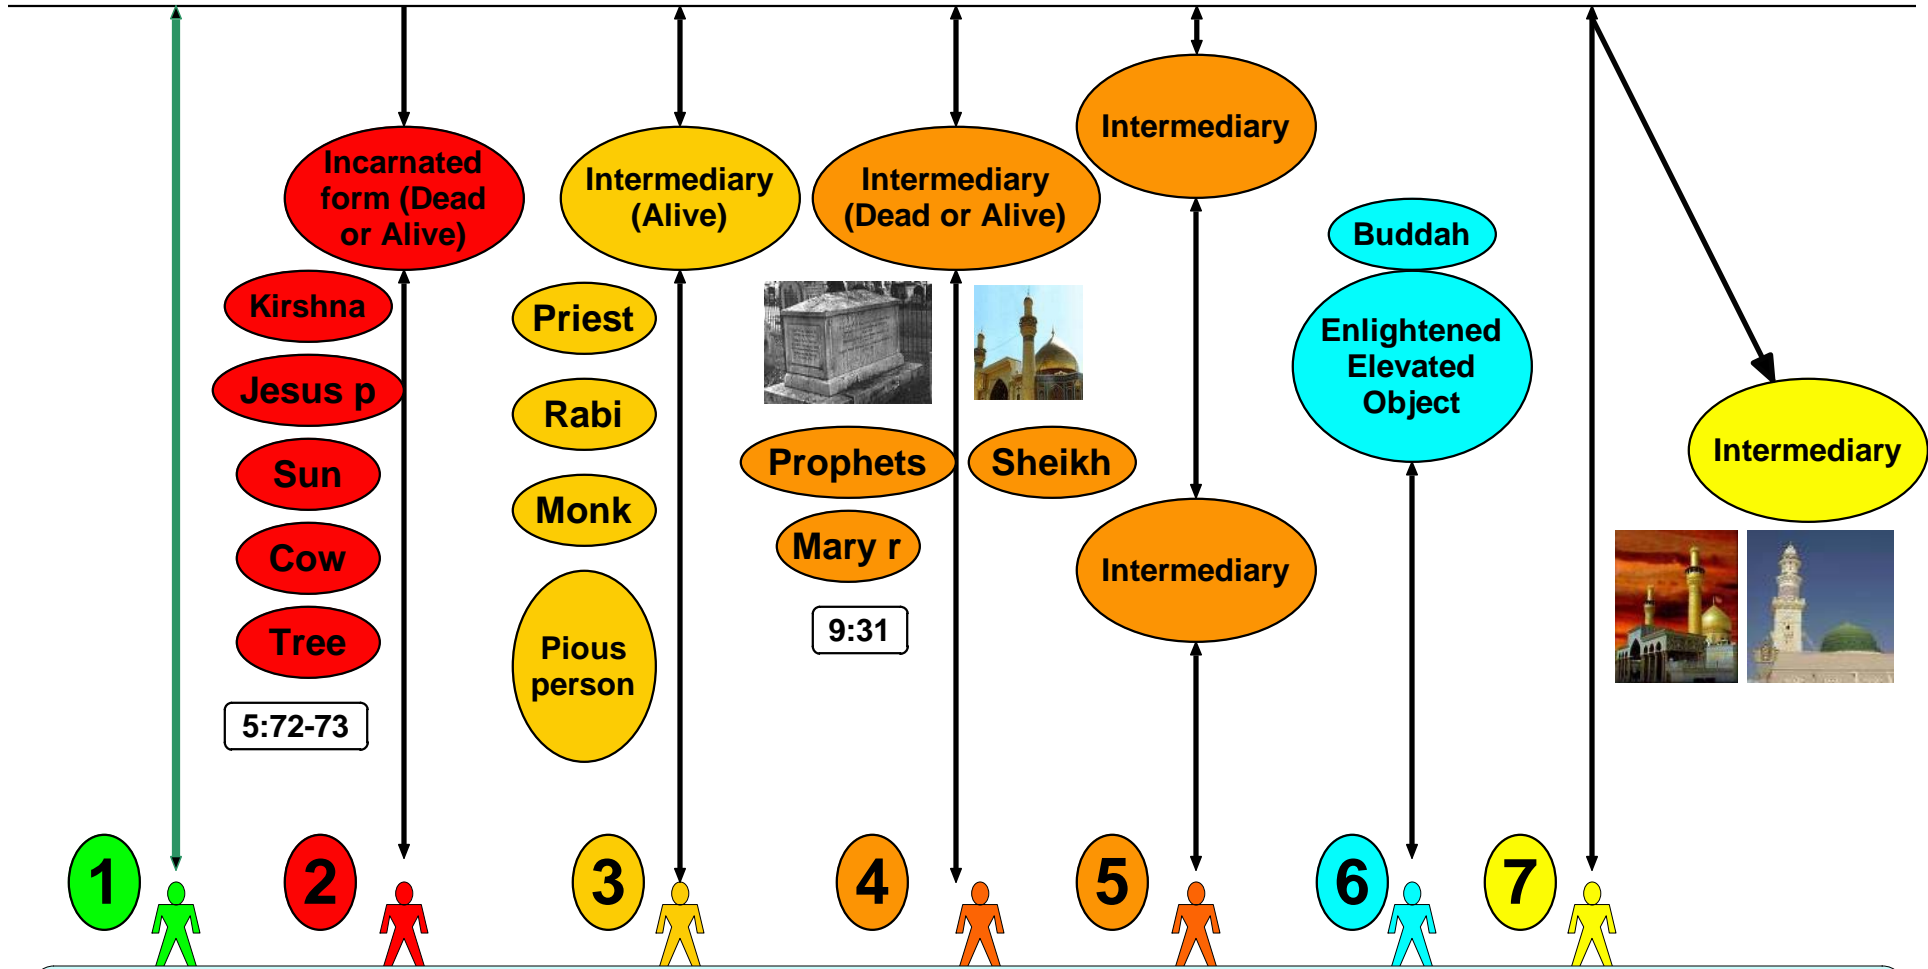 Incarnated
form (Dead
or Alive)
Kirshna
Jesus p
Sun
Cow
Tree
5:72-73
Intermediary
(Alive)
Priest
Rabi
Monk
Pious
person
Intermediary
(Dead or Alive)
Prophets
Sheikh
Mary r
9:31
Intermediary
Intermediary
Buddah
Enlightened
Elevated
Object
Intermediary
1
2
3
4
5
6
7